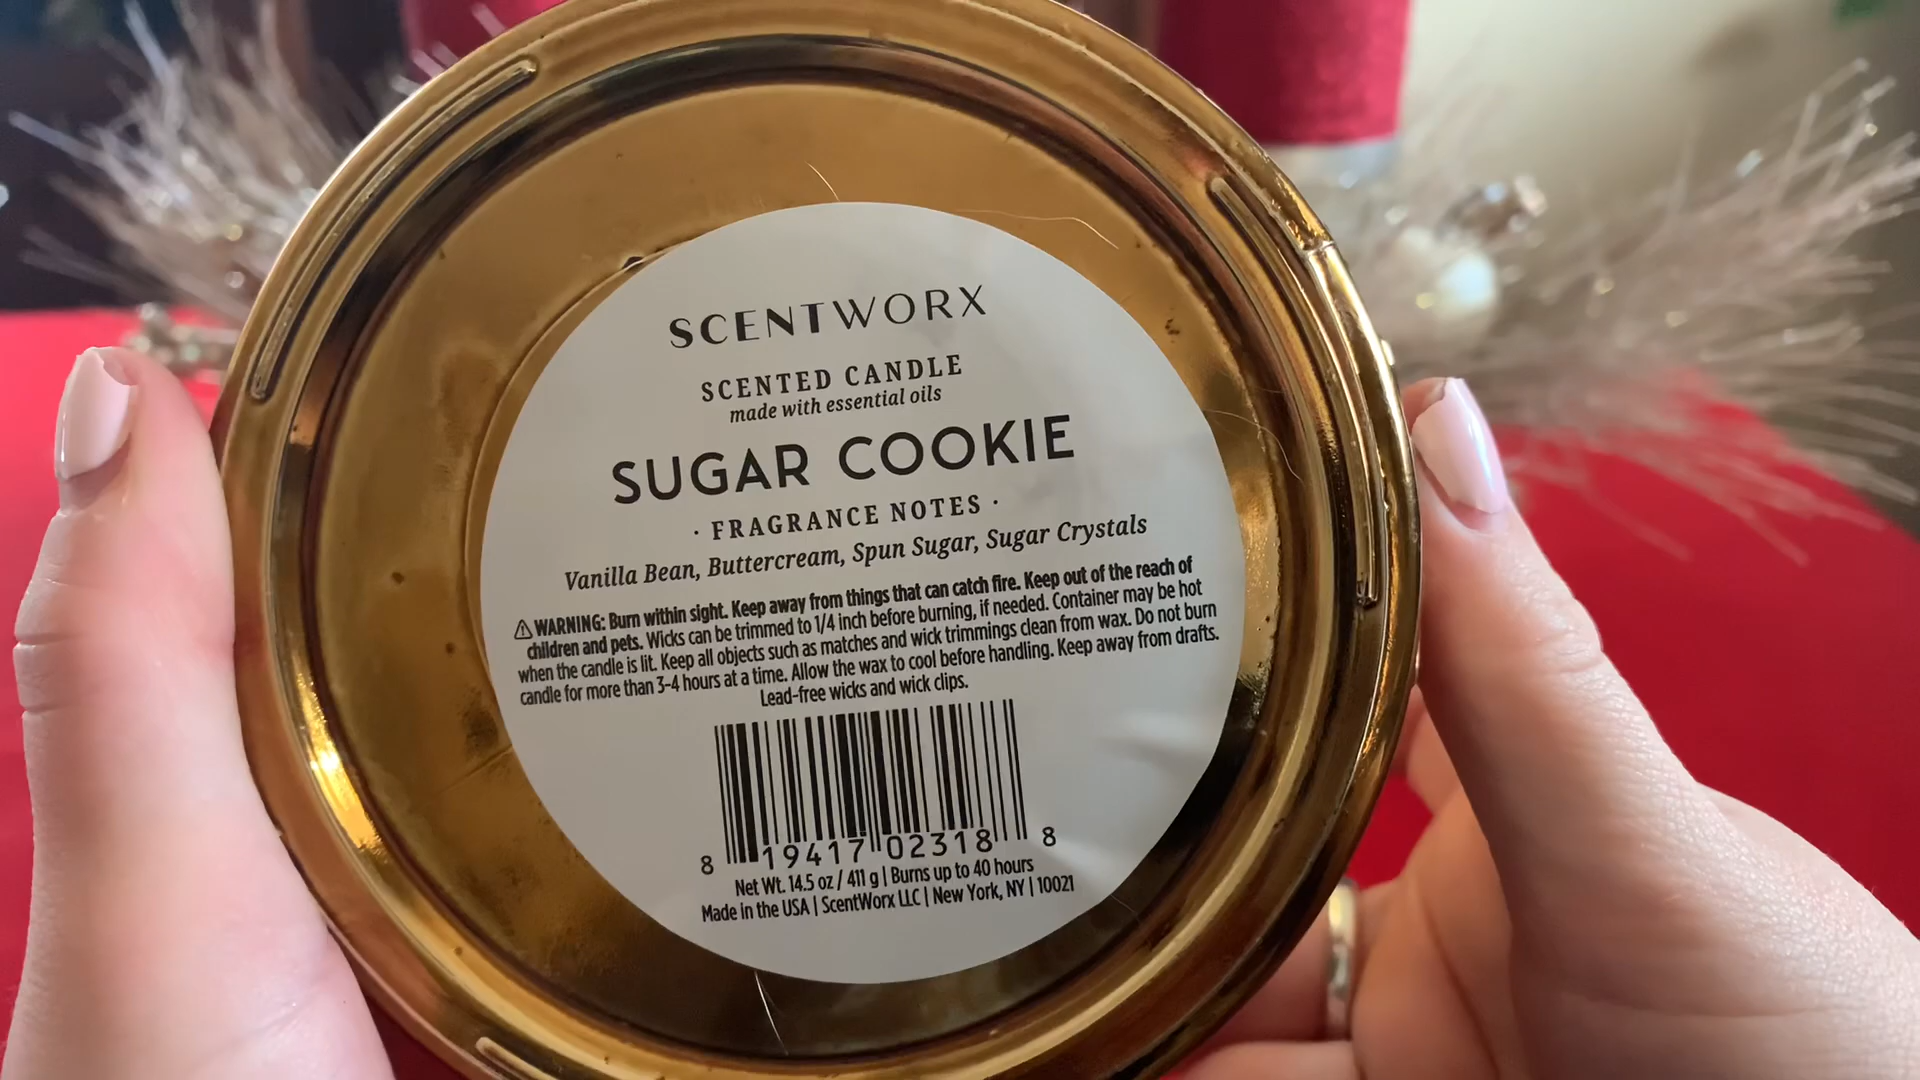 SCENTWORX
SCENTED CANDLE
made with essential oils
SUGAR COOKIE
· FRAGRANCE NOTES ·
Vanilla Bean, Buttercream, Spun Sugar, Sugar Crystals
⚠ WARNING: Burn within sight. Keep away from things that can catch fire. Keep out of the reach of
children and pets. Wicks can be trimmed to 1/4 inch before burning, if needed. Container may be hot
when the candle is lit. Keep all objects such as matches and wick trimmings clean from wax. Do not burn
candle for more than 3-4 hours at a time. Allow the wax to cool before handling. Keep away from drafts.
Lead-free wicks and wick clips.
8 19417 02318 8
Net Wt. 14.5 oz / 411 g | Burns up to 40 hours
Made in the USA | ScentWorx LLC | New York, NY | 10021